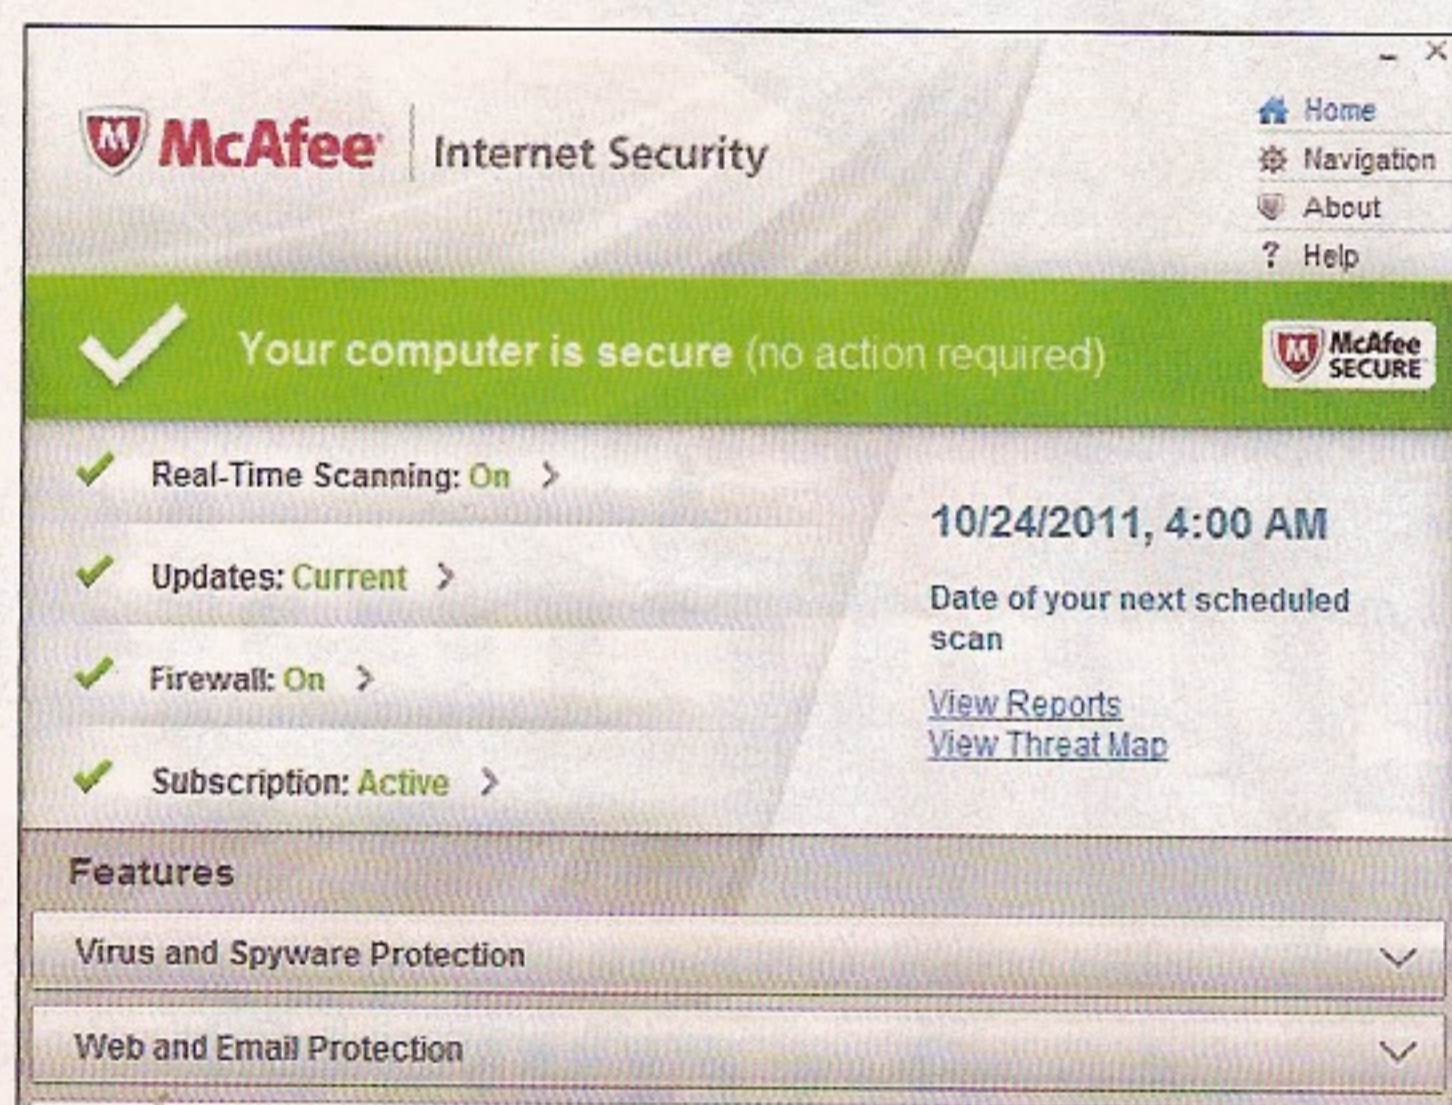 McAfee | Internet Security
Home
Navigation
About
? Help
Your computer is secure (no action required)
McAfee
SECURE
Real-Time Scanning: On >
Updates: Current >
Firewall: On >
Subscription: Active >
10/24/2011, 4:00 AM
Date of your next scheduled
scan
View Reports
View Threat Map
Features
Virus and Spyware Protection
Web and Email Protection